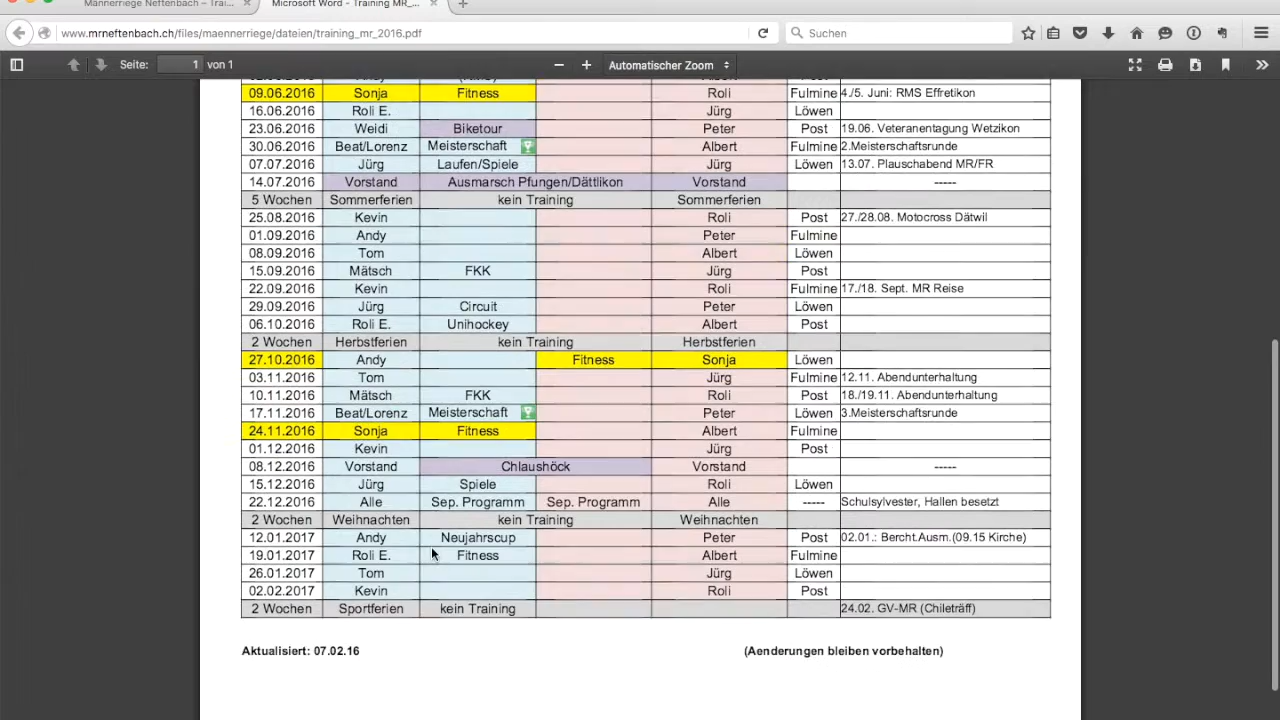 Männerriege Neftenbach – Trai... × Microsoft Word - Training MR_... × +
www.mrneftenbach.ch/files/maennerriege/dateien/training_mr_2016.pdf Suchen
Seite: 1 von 1 Automatischer Zoom
09.06.2016 Sonja Fitness Roli Fulmine 4./5. Juni: RMS Effretikon
16.06.2016 Roli E. Jürg Löwen
23.06.2016 Weidi Biketour Peter Post 19.06. Veteranentagung Wetzikon
30.06.2016 Beat/Lorenz Meisterschaft Albert Fulmine 2.Meisterschaftsrunde
07.07.2016 Jürg Laufen/Spiele Jürg Löwen 13.07. Plauschabend MR/FR
14.07.2016 Vorstand Ausmarsch Pfungen/Dättlikon Vorstand -----
5 Wochen Sommerferien kein Training Sommerferien
25.08.2016 Kevin Roli Post 27./28.08. Motocross Dätwil
01.09.2016 Andy Peter Fulmine
08.09.2016 Tom Albert Löwen
15.09.2016 Mätsch FKK Jürg Post
22.09.2016 Kevin Roli Fulmine 17./18. Sept. MR Reise
29.09.2016 Jürg Circuit Peter Löwen
06.10.2016 Roli E. Unihockey Albert Post
2 Wochen Herbstferien kein Training Herbstferien
27.10.2016 Andy Fitness Sonja Löwen
03.11.2016 Tom Jürg Fulmine 12.11. Abendunterhaltung
10.11.2016 Mätsch FKK Roli Post 18./19.11. Abendunterhaltung
17.11.2016 Beat/Lorenz Meisterschaft Peter Löwen 3.Meisterschaftsrunde
24.11.2016 Sonja Fitness Albert Fulmine
01.12.2016 Kevin Jürg Post
08.12.2016 Vorstand Chlaushöck Vorstand -----
15.12.2016 Jürg Spiele Roli Löwen
22.12.2016 Alle Sep. Programm Sep. Programm Alle ----- Schulsylvester, Hallen besetzt
2 Wochen Weihnachten kein Training Weihnachten
12.01.2017 Andy Neujahrscup Peter Post 02.01.: Bercht.Ausm.(09.15 Kirche)
19.01.2017 Roli E. Fitness Albert Fulmine
26.01.2017 Tom Jürg Löwen
02.02.2017 Kevin Roli Post
2 Wochen Sportferien kein Training 24.02. GV-MR (Chileträff)
Aktualisiert: 07.02.16 (Aenderungen bleiben vorbehalten)